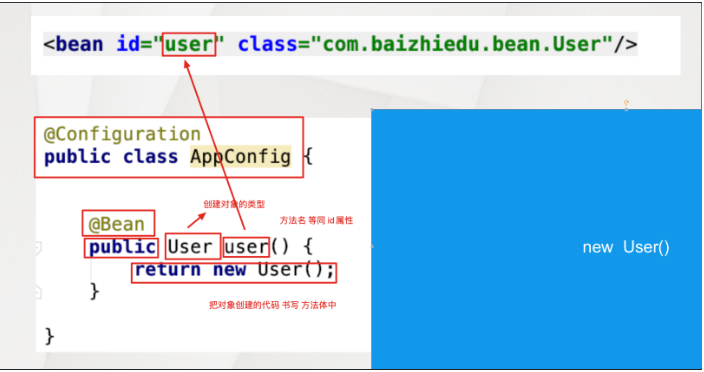 <bean id="user" class="com.baizhiedu.bean.User"/>
@Configuration
public class AppConfig {
创建对象的类型
@Bean
方法名 等同 id 属性
public User user() {
new User()
return new User();
}
把对象创建的代码 书写 方法体中
}